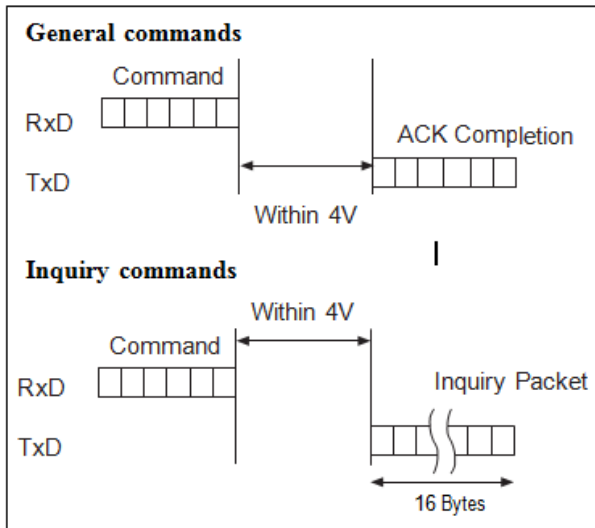 General commands
Command
RxD
ACK Completion
TxD
Within 4V
Inquiry commands
Within 4V
Command
RxD
Inquiry Packet
TxD
16 Bytes